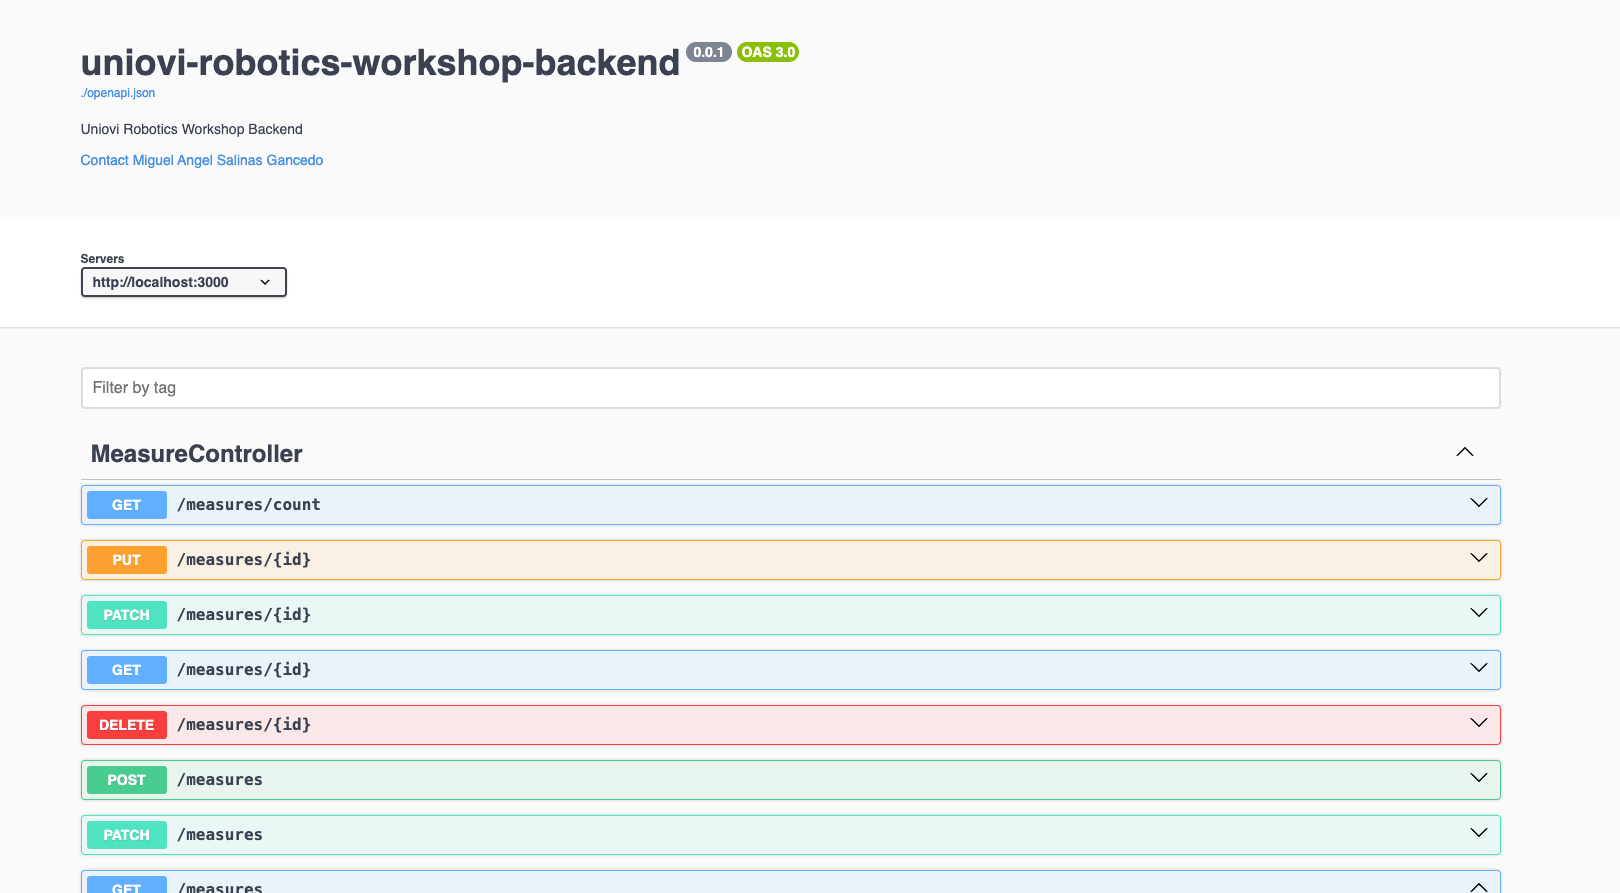 uniovi-robotics-workshop-backend 0.0.1 OAS 3.0
./openapi.json
Uniovi Robotics Workshop Backend
Contact Miguel Angel Salinas Gancedo
Servers
http://localhost:3000
Filter by tag
MeasureController
GET /measures/count
PUT /measures/{id}
PATCH /measures/{id}
GET /measures/{id}
DELETE /measures/{id}
POST /measures
PATCH /measures
GET /measures